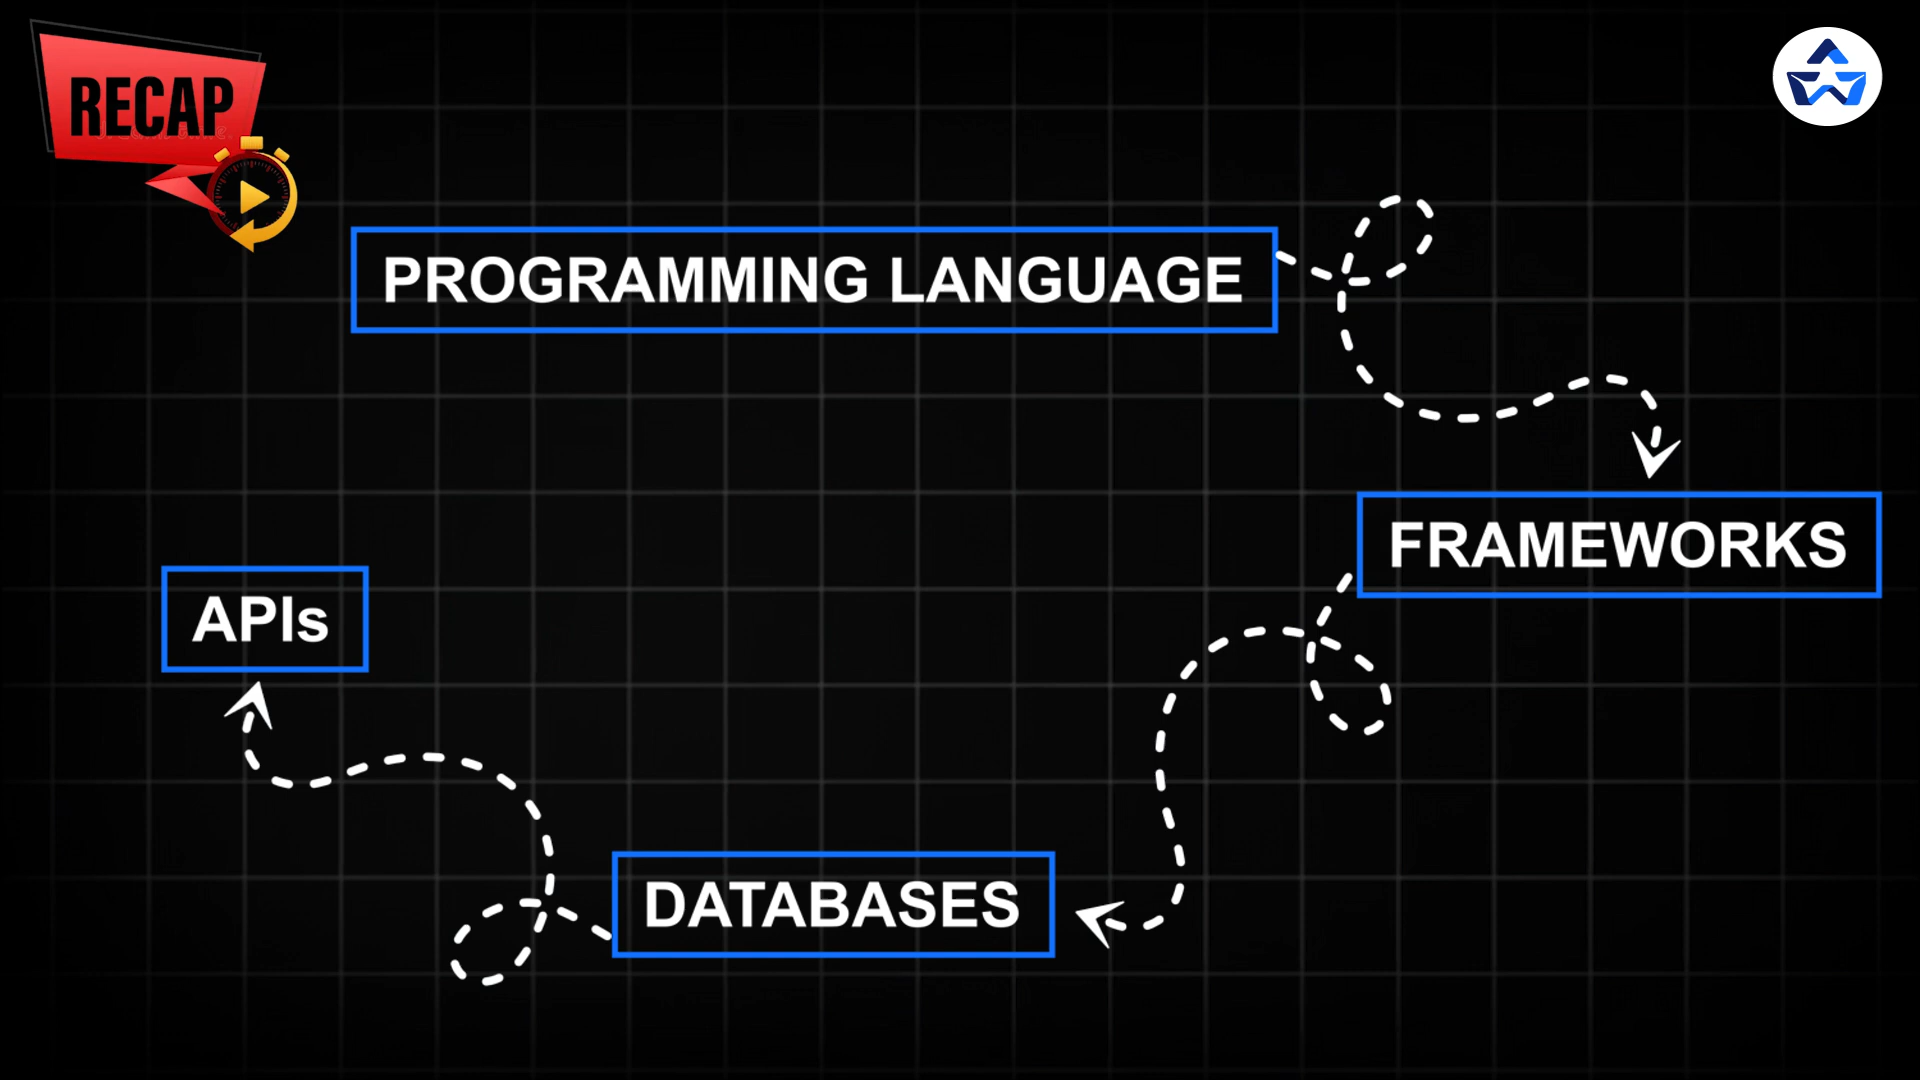 RECAP
PROGRAMMING LANGUAGE
FRAMEWORKS
APIs
DATABASES